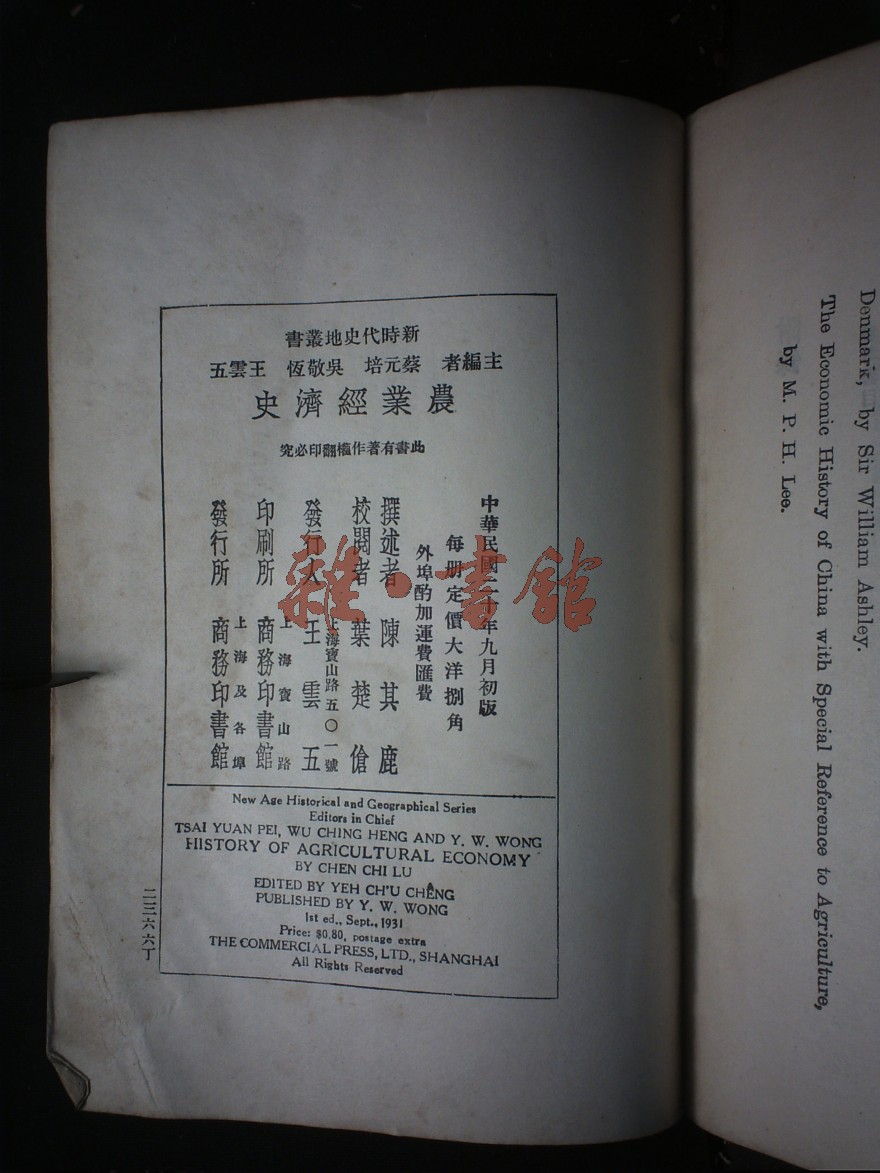 新時代史地叢書
主編者 蔡元培 吳敬恆 王雲五
農業經濟史
此書有著作權翻印必究
中華民國二十年九月初版
每册定價大洋捌角
外埠酌加運費匯費
撰述者 陳其鹿
校閱者 葉楚傖
上海寶山路五〇一號
發行人 王雲五
上海寶山路
印刷所 商務印書館
上海及各埠
發行所 商務印書館
New Age Historical and Geographical Series
Editors in Chief
TSAI YUAN PEI, WU CHING HENG AND Y. W. WONG
HISTORY OF AGRICULTURAL ECONOMY
BY CHEN CHI LU
EDITED BY YEH CH'U CHENG
PUBLISHED BY Y. W. WONG
1st ed., Sept., 1931
Price: $0.80, postage extra
THE COMMERCIAL PRESS, LTD., SHANGHAI
All Rights Reserved
二三六六丁
雜·書館
Denmark, by Sir William Ashley.
The Economic History of China with Special Reference to Agriculture,
by M. P. H. Lee.